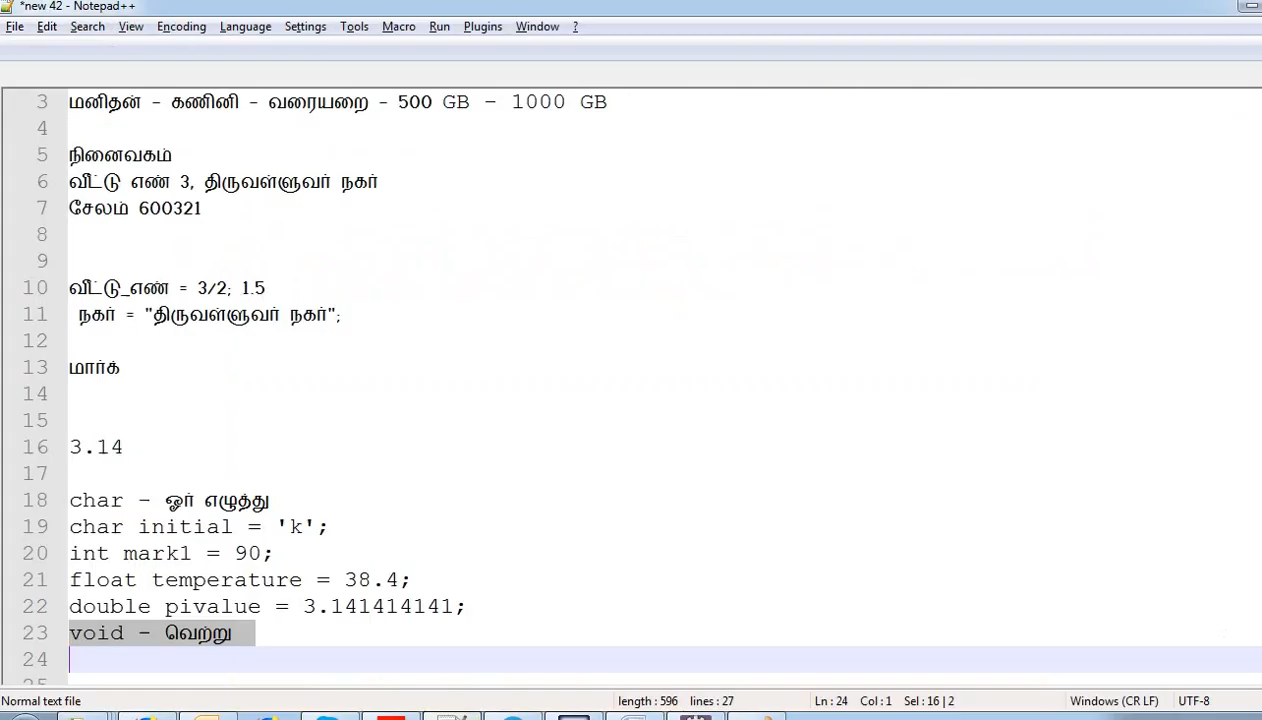 *new 42 - Notepad++
File Edit Search View Encoding Language Settings Tools Macro Run Plugins Window ?
3 மனிதன் - கணினி - வரையறை - 500 GB - 1000 GB
4
5 நினைவகம்
6 வீட்டு எண் 3, திருவள்ளுவர் நகர்
7 சேலம் 600321
8
9
10 வீட்டு_எண் = 3/2; 1.5
11 நகர் = "திருவள்ளுவர் நகர்";
12
13 மார்க்
14
15
16 3.14
17
18 char - ஓர் எழுத்து
19 char initial = 'k';
20 int mark1 = 90;
21 float temperature = 38.4;
22 double pivalue = 3.141414141;
23 void - வெற்று
24
25
Normal text file length : 596 lines : 27 Ln : 24 Col : 1 Sel : 16 | 2 Windows (CR LF) UTF-8